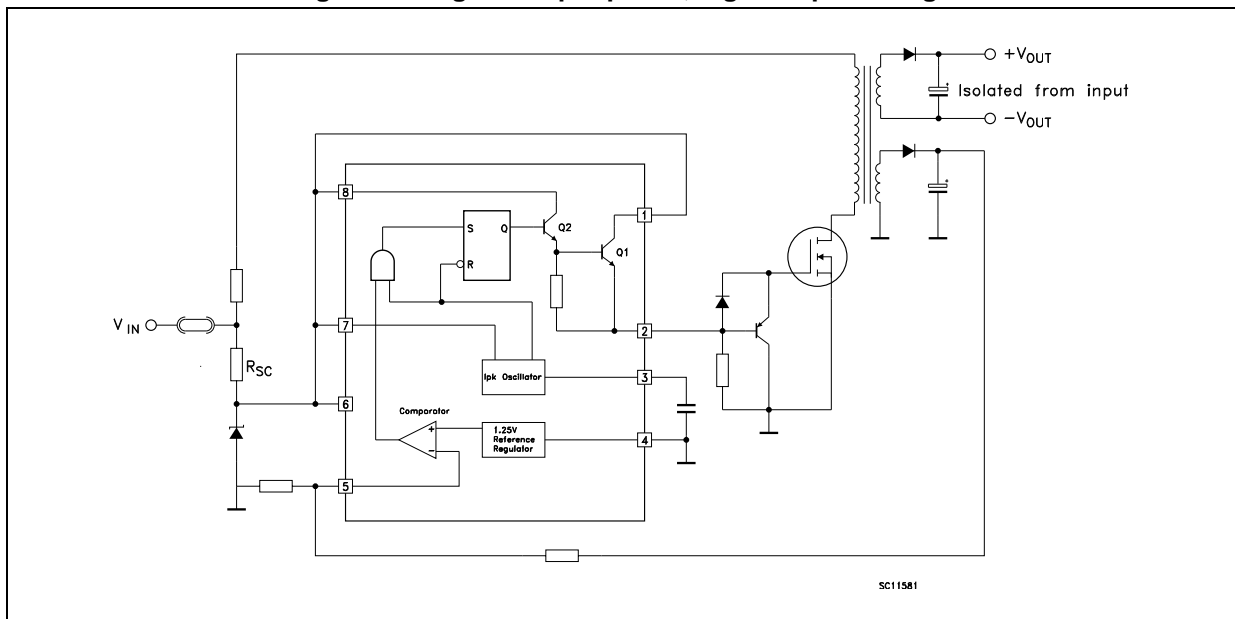 +VOUT
Isolated from input
−VOUT
8
1
S
Q
Q2
R
Q1
VIN
7
2
RSC
Ipk Oscillator
3
6
Comparator
+
−
1.25V
Reference
Regulator
4
5
SC11581